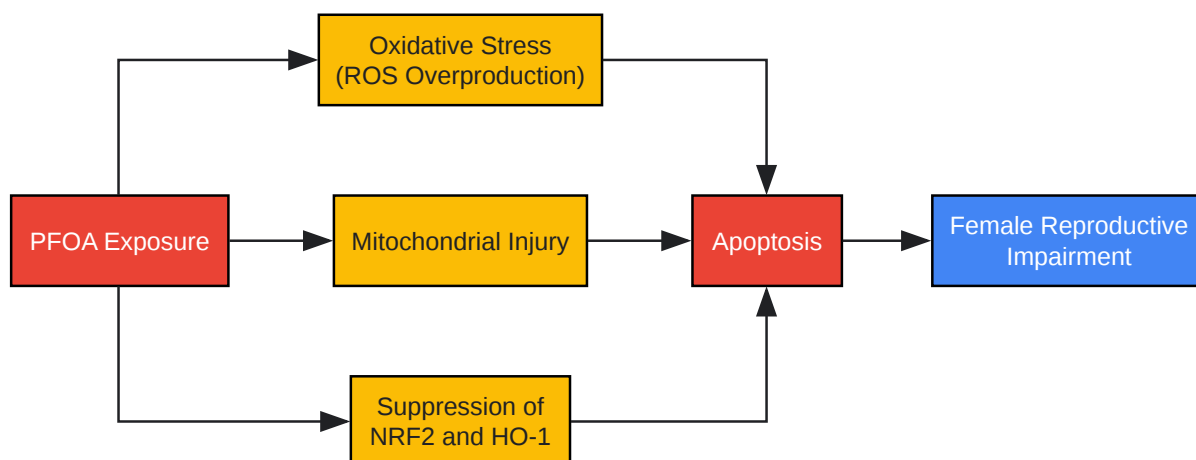 Oxidative Stress
(ROS Overproduction)
PFOA Exposure
Mitochondrial Injury
Apoptosis
Female Reproductive
Impairment
Suppression of
NRF2 and HO-1